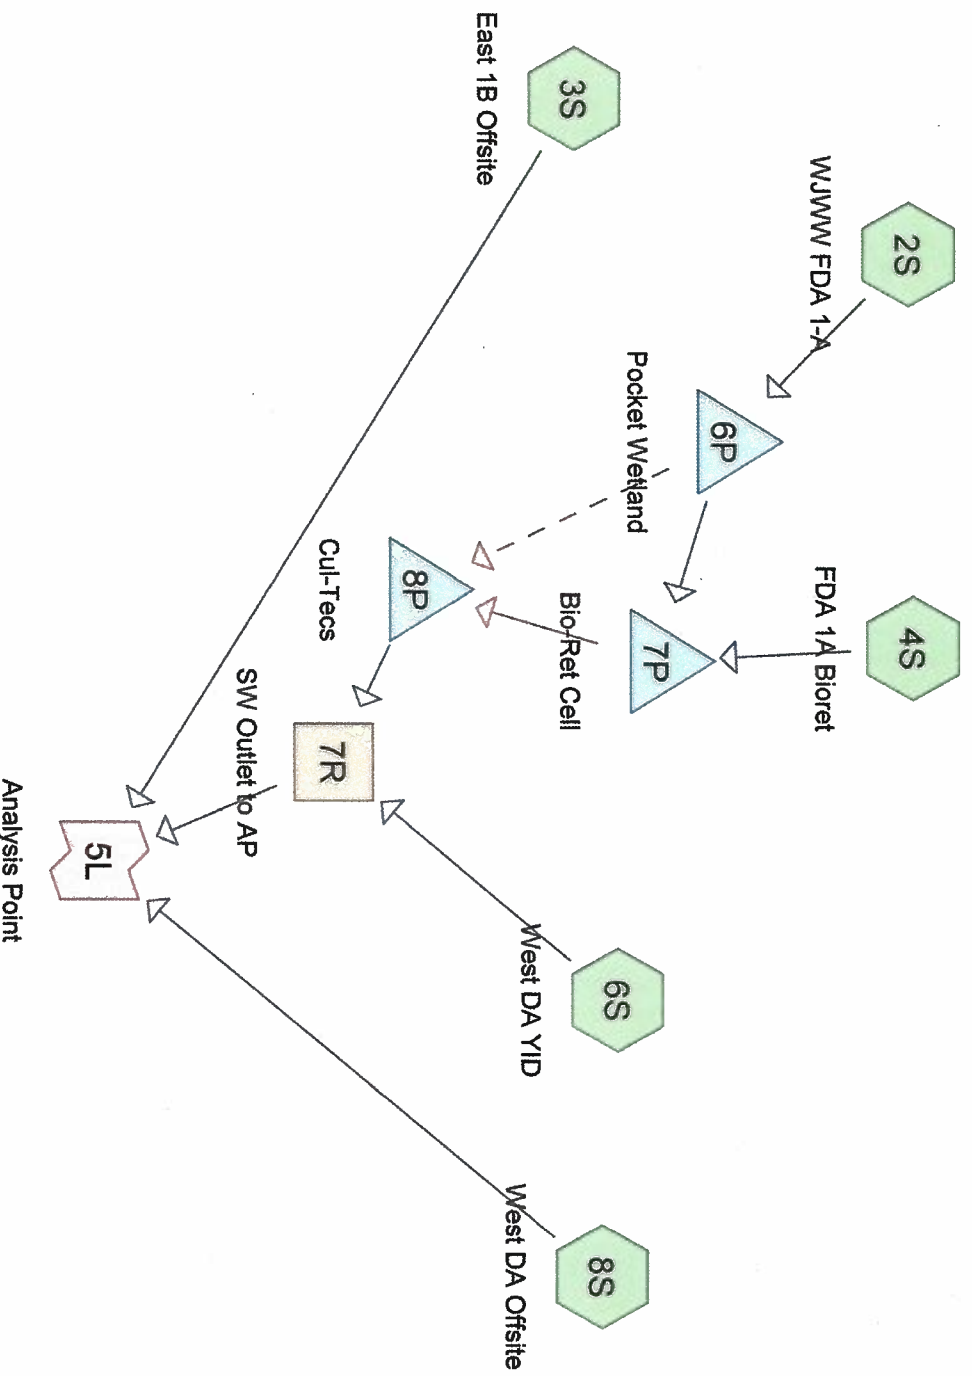 2S
WJWW FDA 1-A
4S
FDA 1A Bioret
6P
Pocket Wetland
7P
Bio-Ret Cell
3S
East 1B Offsite
6S
West DA YID
8S
West DA Offsite
8P
Cul-Tecs
7R
SW Outlet to AP
5L
Analysis Point